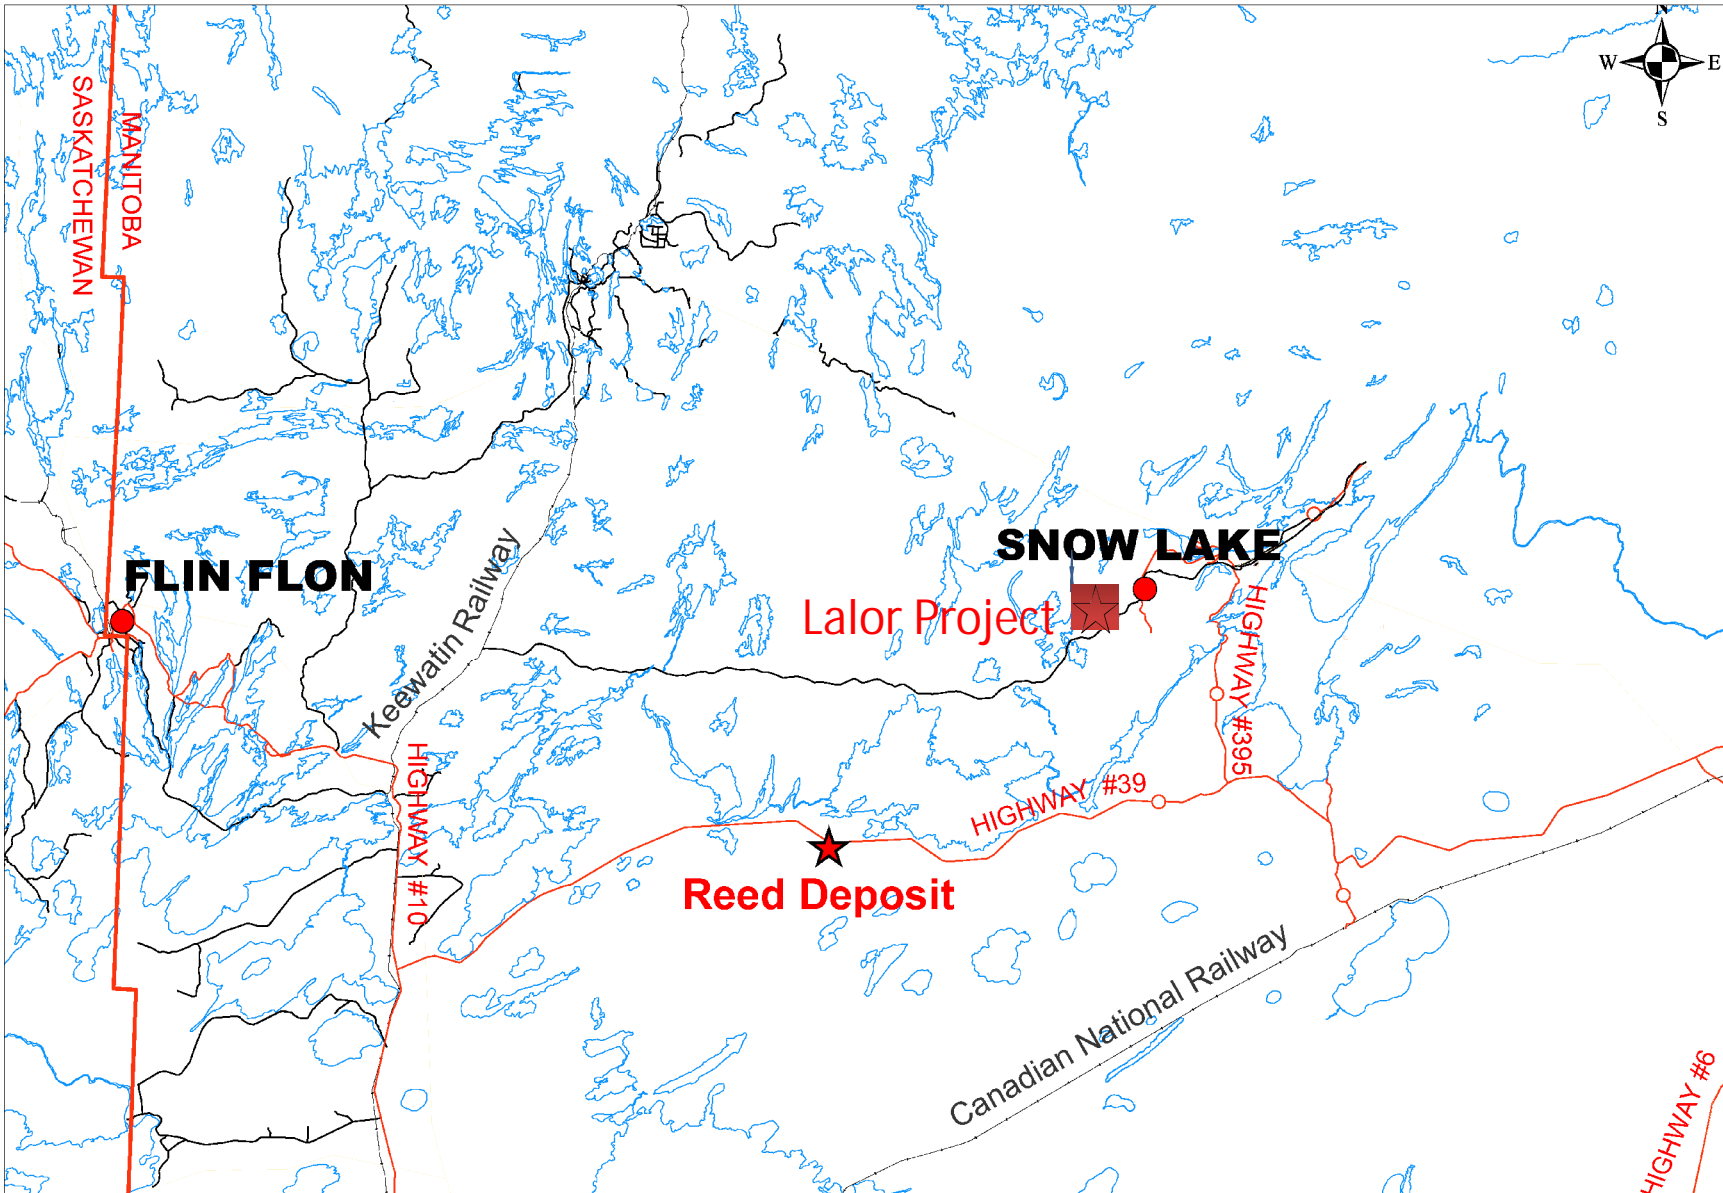 N
W
E
S
SASKATCHEWAN
MANITOBA
FLIN FLON
SNOW LAKE
Lalor Project
Keewatin Railway
HIGHWAY #395
HIGHWAY #10
HIGHWAY #39
Reed Deposit
Canadian National Railway
HIGHWAY #6